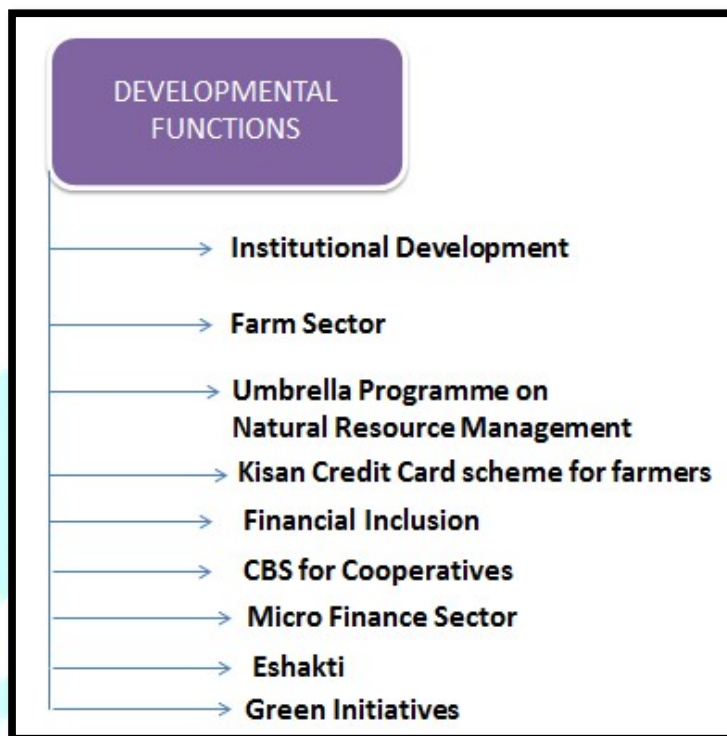 DEVELOPMENTAL
FUNCTIONS
Institutional Development
Farm Sector
Umbrella Programme on
Natural Resource Management
Kisan Credit Card scheme for farmers
Financial Inclusion
CBS for Cooperatives
Micro Finance Sector
Eshakti
Green Initiatives